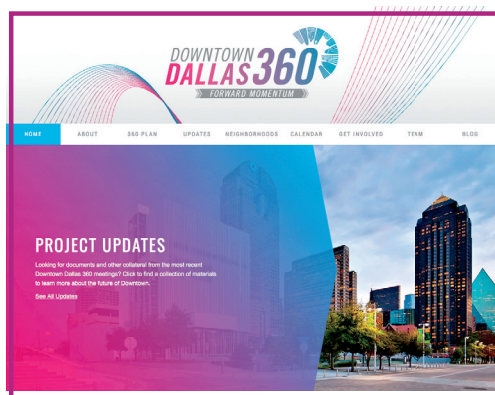 DOWNTOWN
DALLAS 360
FORWARD MOMENTUM
HOME ABOUT 360 PLAN UPDATES NEIGHBORHOODS CALENDAR GET INVOLVED TEAM BLOG
PROJECT UPDATES
Looking for documents and other collateral from the most recent
Downtown Dallas 360 meetings? Click to find a collection of materials
to learn more about the future of Downtown.
See All Updates